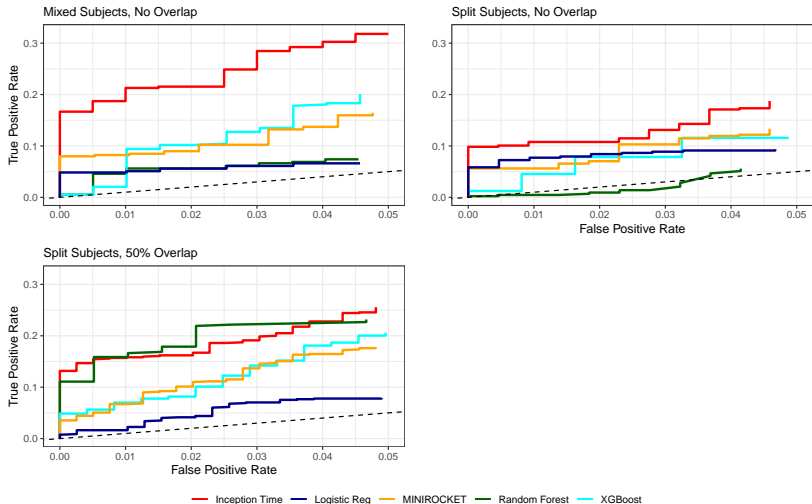 Mixed Subjects, No Overlap
True Positive Rate
0.3
0.2
0.1
0.0
0.00 0.01 0.02 0.03 0.04 0.05
Split Subjects, No Overlap
True Positive Rate
0.3
0.2
0.1
0.0
0.00 0.01 0.02 0.03 0.04 0.05
False Positive Rate
Split Subjects, 50% Overlap
True Positive Rate
0.3
0.2
0.1
0.0
0.00 0.01 0.02 0.03 0.04 0.05
False Positive Rate
Inception Time Logistic Reg MINIROCKET Random Forest XGBoost